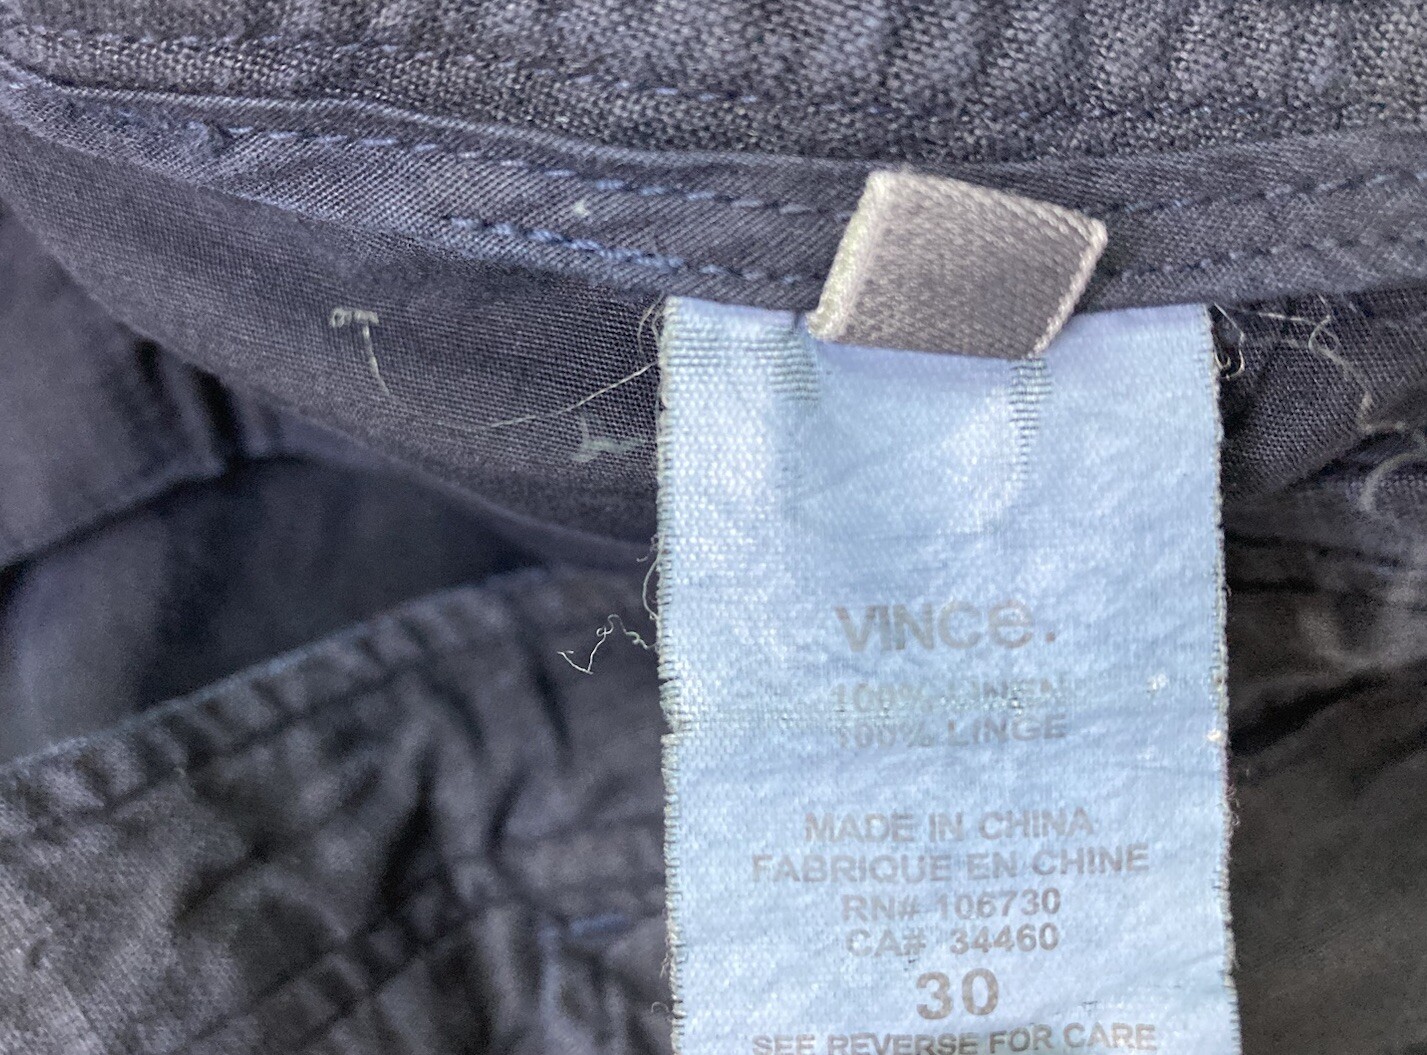 VINCE.
100% LINEN
100% LINGE
MADE IN CHINA
FABRIQUE EN CHINE
RN# 106730
CA# 34460
30
SEE REVERSE FOR CARE